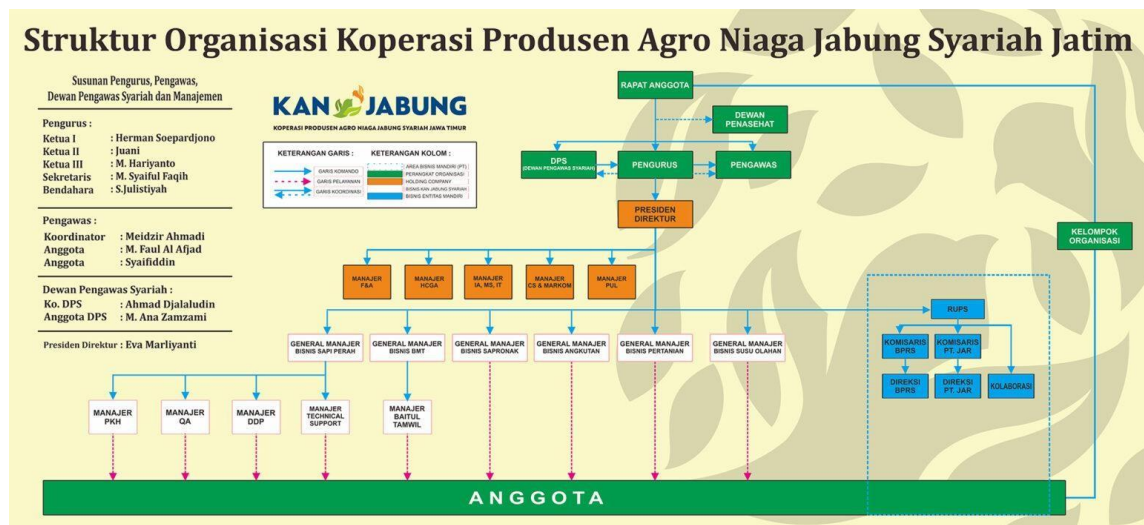 Struktur Organisasi Koperasi Produsen Agro Niaga Jabung Syariah Jatim
Susunan Pengurus, Pengawas,
Dewan Pengawas Syariah dan Manajemen
Pengurus :
Ketua I : Herman Soepardjono
Ketua II : Juani
Ketua III : M. Hariyanto
Sekretaris : M. Syaiful Faqih
Bendahara : S.Julistiyah
Pengawas :
Koordinator : Meidzir Ahmadi
Anggota : M. Faul Al Afjad
Anggota : Syaifiddin
Dewan Pengawas Syariah :
Ko. DPS : Ahmad Djalaludin
Anggota DPS : M. Ana Zamzami
Presiden Direktur : Eva Marliyanti
KAN JABUNG
KOPERASI PRODUSEN AGRO NIAGA JABUNG SYARIAH JAWA TIMUR
KETERANGAN GARIS :
GARIS KOMANDO
GARIS PELAYANAN
GARIS KOORDINASI
KETERANGAN KOLOM :
AREA BISNIS MANDIRI (PT)
PERANGKAT ORGANISASI
HOLDING COMPANY
BISNIS KAN JABUNG SYARIAH
BISNIS ENTITAS MANDIRI
RAPAT ANGGOTA
DEWAN
PENASEHAT
DPS
(DEWAN PENGAWAS SYARIAH)
PENGURUS
PENGAWAS
PRESIDEN
DIREKTUR
KELOMPOK
ORGANISASI
MANAJER
F&A
MANAJER
HCGA
MANAJER
IA, MS, IT
MANAJER
CS & MARKOM
MANAJER
PUL
RUPS
GENERAL MANAJER
BISNIS SAPI PERAH
GENERAL MANAJER
BISNIS BMT
GENERAL MANAJER
BISNIS SAPRONAK
GENERAL MANAJER
BISNIS ANGKUTAN
GENERAL MANAJER
BISNIS PERTANIAN
GENERAL MANAJER
BISNIS SUSU OLAHAN
KOMISARIS
BPRS
KOMISARIS
PT. JAR
DIREKSI
BPRS
DIREKSI
PT. JAR
KOLABORASI
MANAJER
PKH
MANAJER
QA
MANAJER
DDP
MANAJER
TECHNICAL
SUPPORT
MANAJER
BAITUL
TAMWIL
ANGGOTA